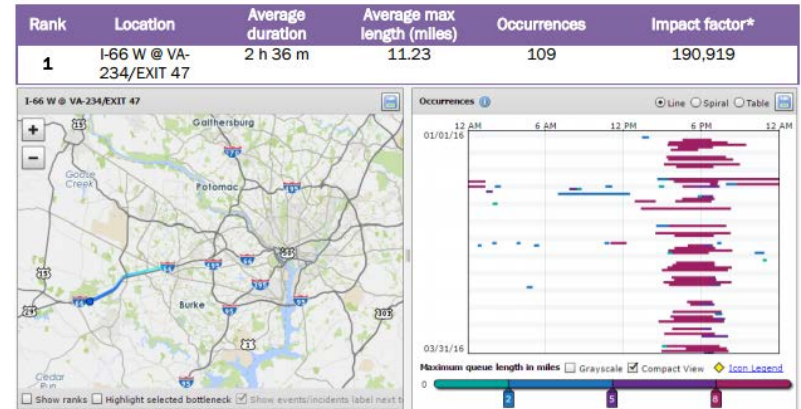 Rank Location Average duration Average max length (miles) Occurrences Impact factor*
1 I-66 W @ VA-234/EXIT 47 2 h 36 m 11.23 109 190,919
I-66 W @ VA-234/EXIT 47
Occurrences
Line Spiral Table
+
-
15
Gaithersburg
Goose
Creek
Potomac
Burke
Cedar
Run
12 AM 6 AM 12 PM 6 PM 12 AM
01/01/16
03/31/16
Show ranks Highlight selected bottleneck Show events/incidents label next t
Maximum queue length in miles Grayscale Compact View Icon Legend
0
2 5 8